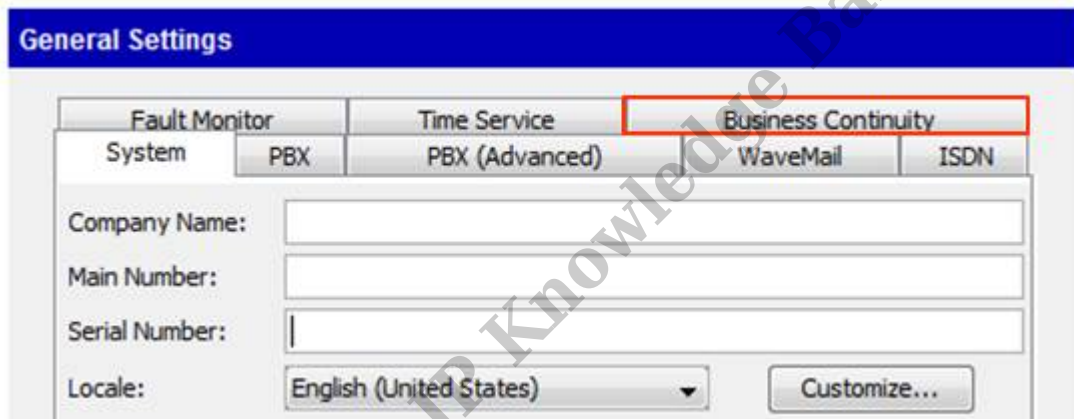 General Settings
Fault Monitor Time Service Business Continuity
System PBX PBX (Advanced) WaveMail ISDN
Company Name:
Main Number:
Serial Number:
Locale: English (United States) Customize...
Knowledge